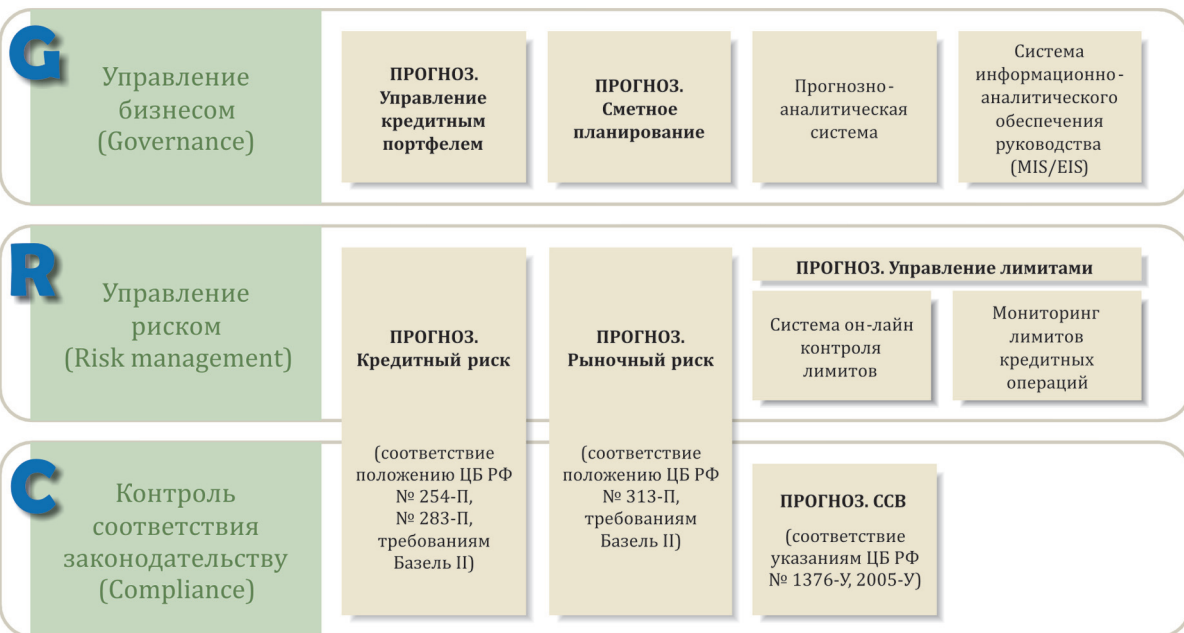 G
Управление
бизнесом
(Governance)
ПРОГНОЗ.
Управление
кредитным
портфелем
ПРОГНОЗ.
Сметное
планирование
Прогнозно-
аналитическая
система
Система
информационно-
аналитического
обеспечения
руководства
(MIS/EIS)
R
Управление
риском
(Risk management)
ПРОГНОЗ.
Кредитный риск
(соответствие
положению ЦБ РФ
№ 254-П,
№ 283-П,
требованиям
Базель II)
ПРОГНОЗ.
Рыночный риск
(соответствие
положению ЦБ РФ
№ 313-П,
требованиям
Базель II)
ПРОГНОЗ. Управление лимитами
Система он-лайн
контроля
лимитов
Мониторинг
лимитов
кредитных
операций
C
Контроль
соответствия
законодательству
(Compliance)
ПРОГНОЗ. ССВ
(соответствие
указаниям ЦБ РФ
№ 1376-У, 2005-У)